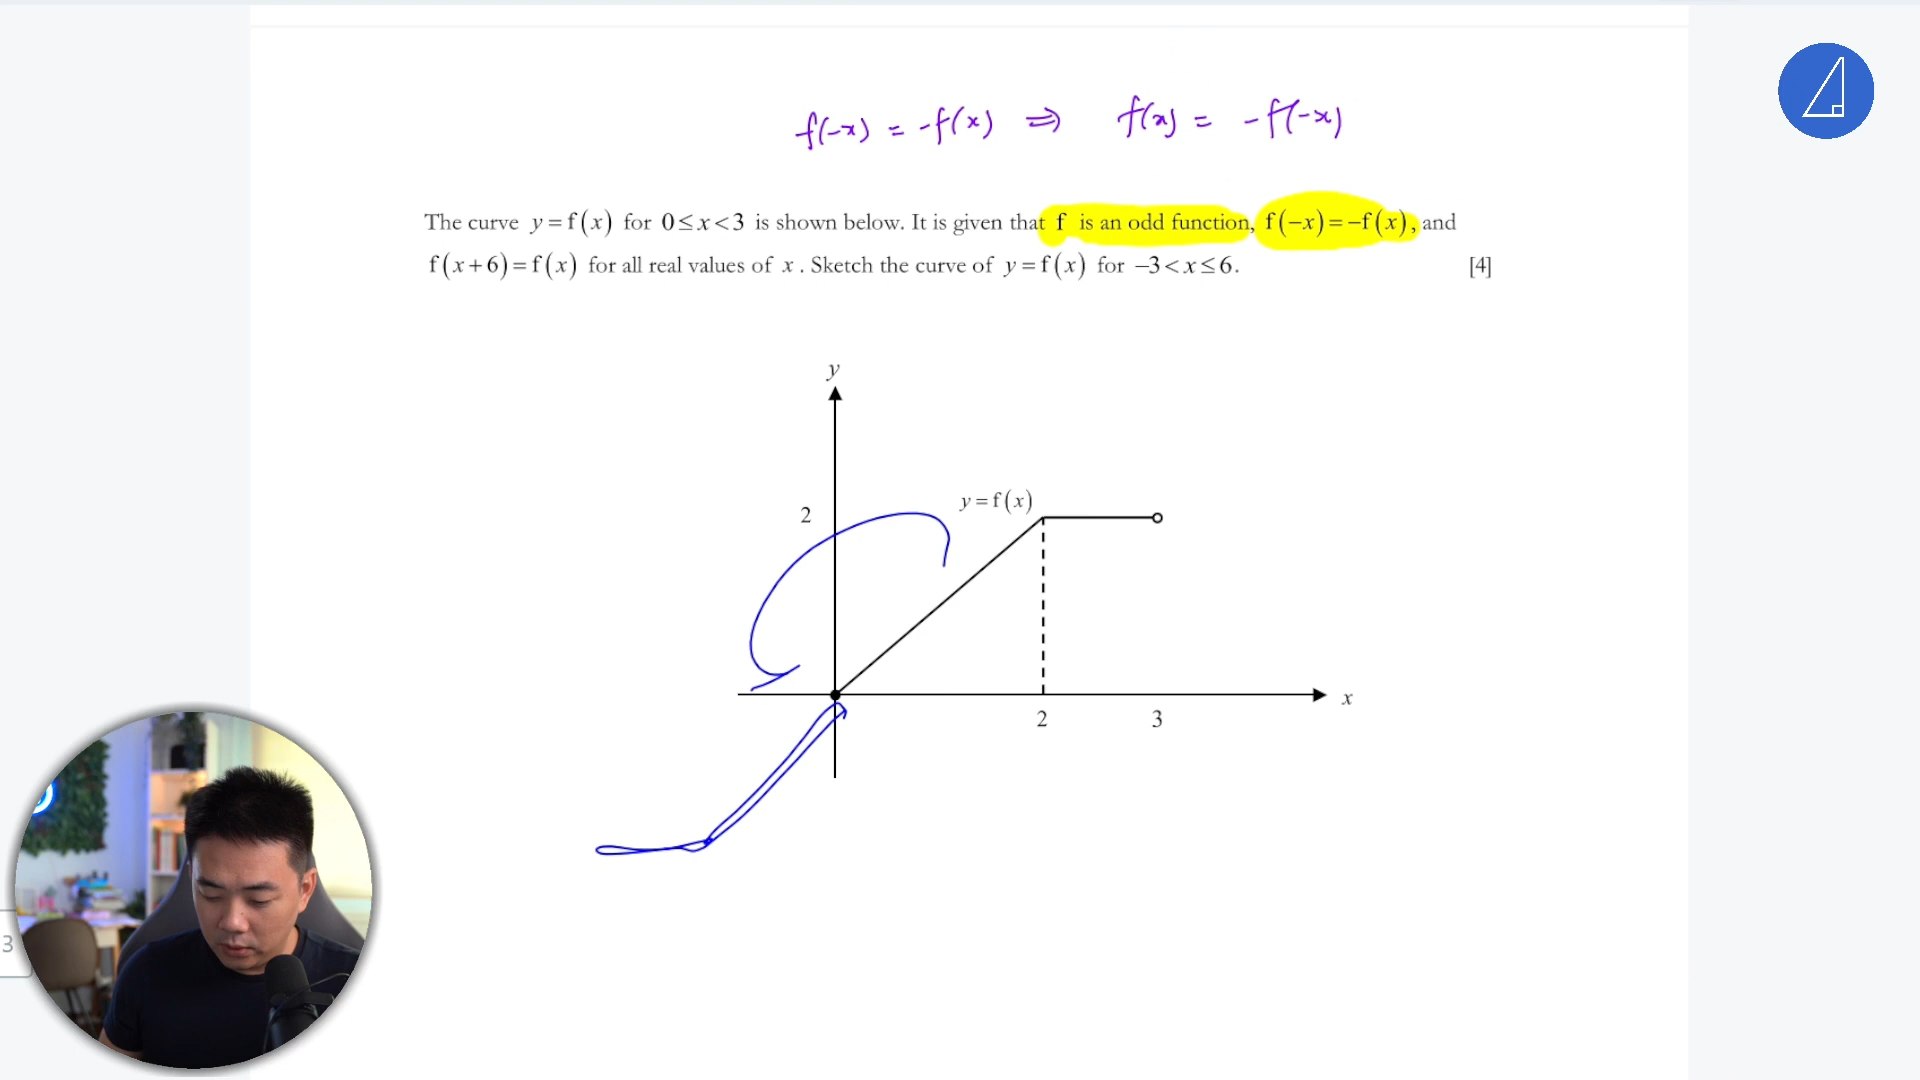 f(-x) = -f(x) ⇒ f(x) = -f(-x)
The curve y=f(x) for 0≤x<3 is shown below. It is given that f is an odd function, f(−x)=−f(x), and
f(x+6)=f(x) for all real values of x. Sketch the curve of y=f(x) for −3<x≤6. [4]
y
y=f(x)
2
x
2 3
3